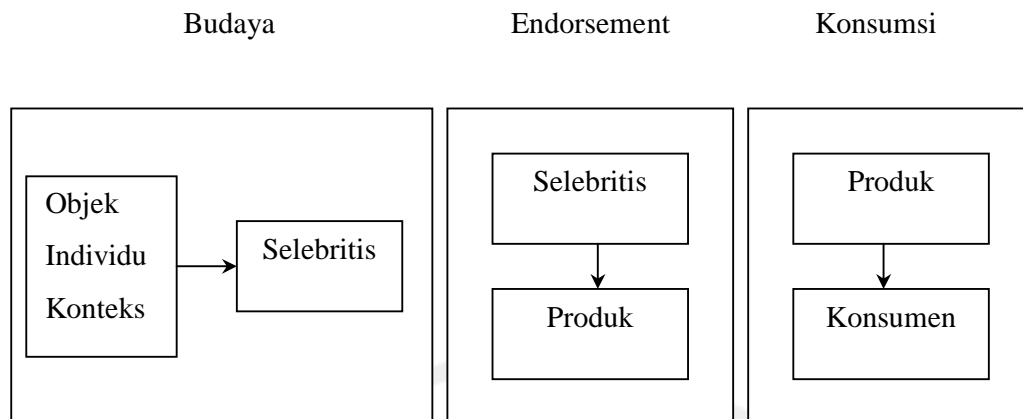 Budaya Endorsement Konsumsi
Objek
Individu
Konteks
Selebritis
Selebritis
Produk
Produk
Konsumen